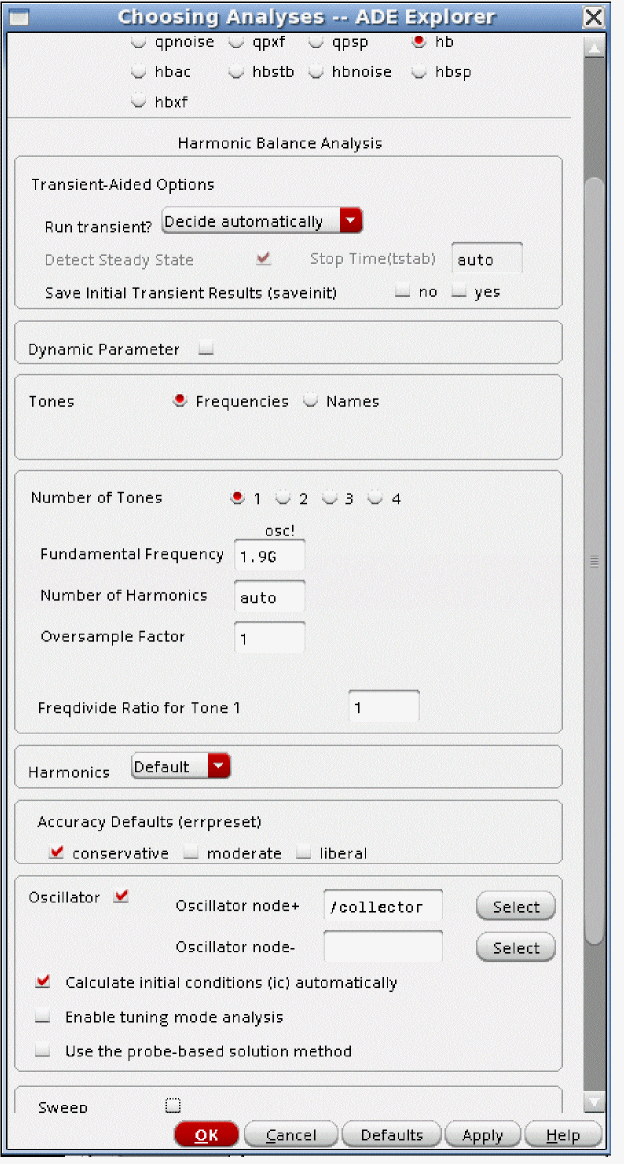 Choosing Analyses -- ADE Explorer
qpnoise qpxf qpsp hb
hbac hbstb hbnoise hbsp
hbxf
Harmonic Balance Analysis
Transient-Aided Options
Run transient? Decide automatically
Detect Steady State Stop Time(tstab) auto
Save Initial Transient Results (saveinit) no yes
Dynamic Parameter
Tones Frequencies Names
Number of Tones 1 2 3 4
osc!
Fundamental Frequency 1.9G
Number of Harmonics auto
Oversample Factor 1
Freqdivide Ratio for Tone 1 1
Harmonics Default
Accuracy Defaults (errpreset)
conservative moderate liberal
Oscillator Oscillator node+ /collector Select
Oscillator node- Select
Calculate initial conditions (ic) automatically
Enable tuning mode analysis
Use the probe-based solution method
Sweep
OK Cancel Defaults Apply Help